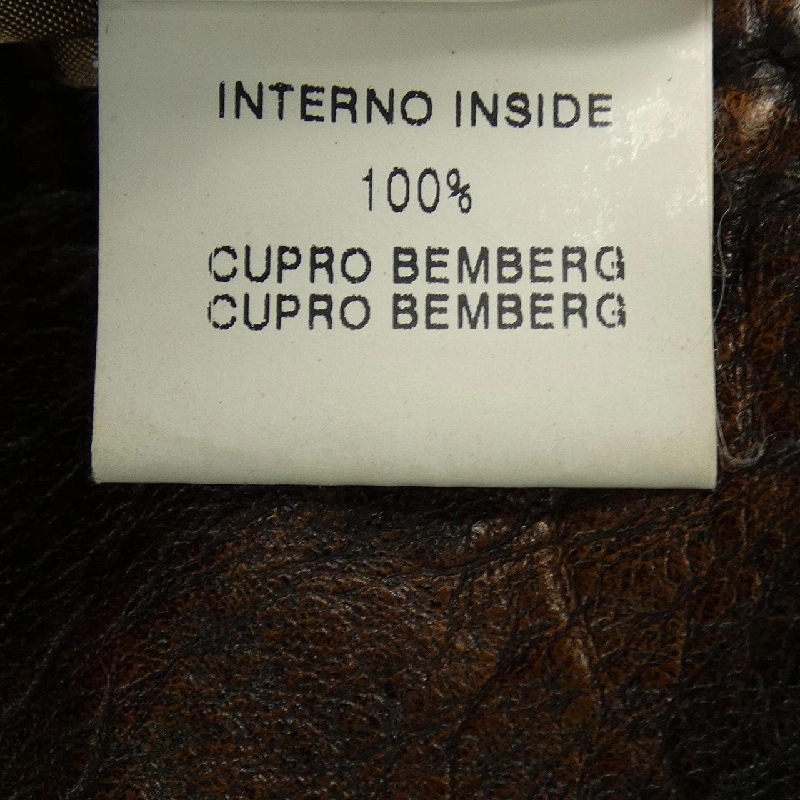 INTERNO INSIDE
100%
CUPRO BEMBERG
CUPRO BEMBERG